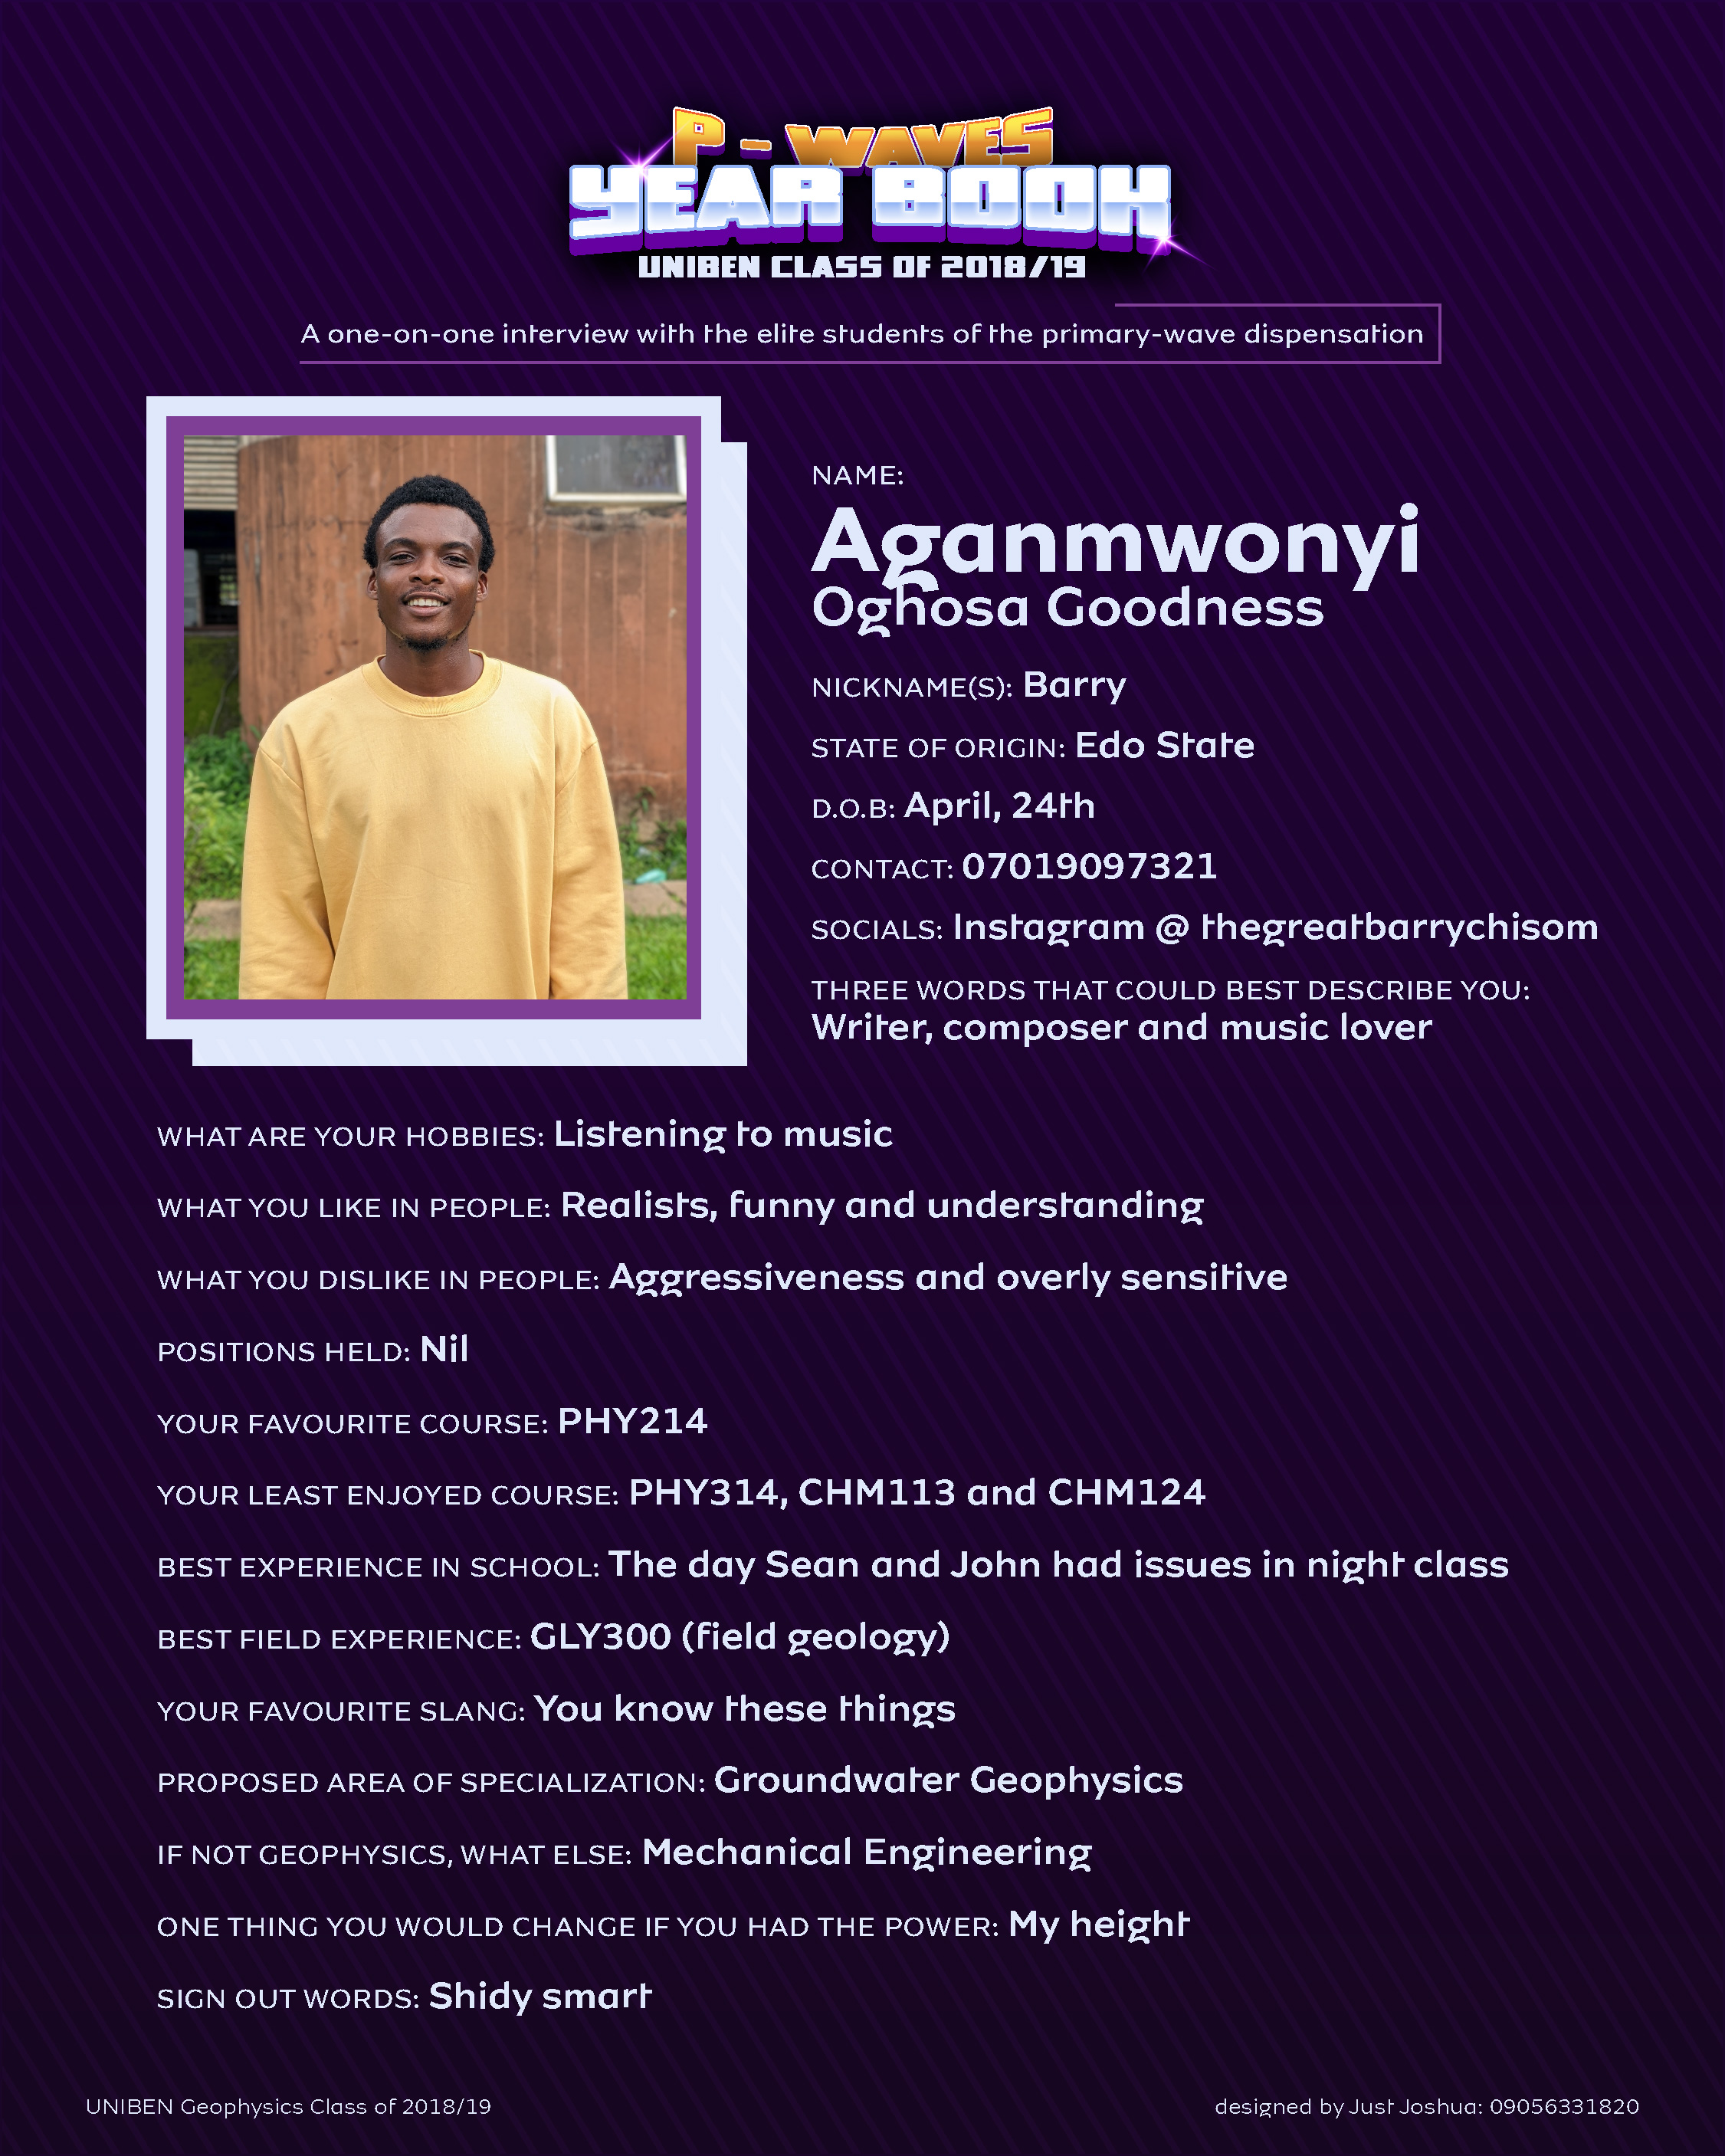 P - WAVES
YEAR BOOK
UNIBEN CLASS OF 2018/19
A one-on-one interview with the elite students of the primary-wave dispensation
NAME:
Aganmwonyi
Oghosa Goodness
NICKNAME(S): Barry
STATE OF ORIGIN: Edo State
D.O.B: April, 24th
CONTACT: 07019097321
SOCIALS: Instagram @ thegreatbarrychisom
THREE WORDS THAT COULD BEST DESCRIBE YOU:
Writer, composer and music lover
WHAT ARE YOUR HOBBIES: Listening to music
WHAT YOU LIKE IN PEOPLE: Realists, funny and understanding
WHAT YOU DISLIKE IN PEOPLE: Aggressiveness and overly sensitive
POSITIONS HELD: Nil
YOUR FAVOURITE COURSE: PHY214
YOUR LEAST ENJOYED COURSE: PHY314, CHM113 and CHM124
BEST EXPERIENCE IN SCHOOL: The day Sean and John had issues in night class
BEST FIELD EXPERIENCE: GLY300 (field geology)
YOUR FAVOURITE SLANG: You know these things
PROPOSED AREA OF SPECIALIZATION: Groundwater Geophysics
IF NOT GEOPHYSICS, WHAT ELSE: Mechanical Engineering
ONE THING YOU WOULD CHANGE IF YOU HAD THE POWER: My height
SIGN OUT WORDS: Shidy smart
UNIBEN Geophysics Class of 2018/19
designed by Just Joshua: 09056331820